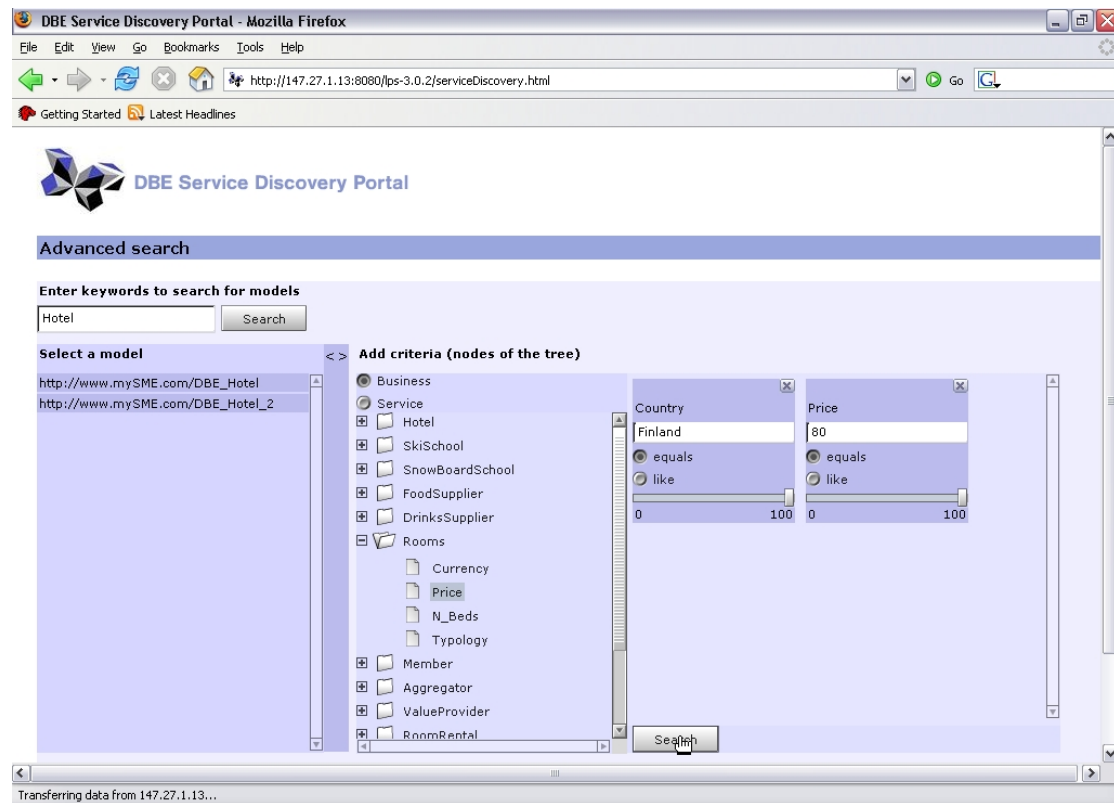 DBE Service Discovery Portal - Mozilla Firefox
File Edit View Go Bookmarks Tools Help
http://147.27.1.13:8080/lps-3.0.2/serviceDiscovery.html Go G
Getting Started Latest Headlines
DBE Service Discovery Portal
Advanced search
Enter keywords to search for models
Hotel Search
Select a model < > Add criteria (nodes of the tree)
http://www.mySME.com/DBE_Hotel
http://www.mySME.com/DBE_Hotel_2
Business
Service
Hotel
SkiSchool
SnowBoardSchool
FoodSupplier
DrinksSupplier
Rooms
Currency
Price
N_Beds
Typology
Member
Aggregator
ValueProvider
RoomRental
Country
Finland
equals
like
0 100
Price
80
equals
like
0 100
Search
Transferring data from 147.27.1.13...